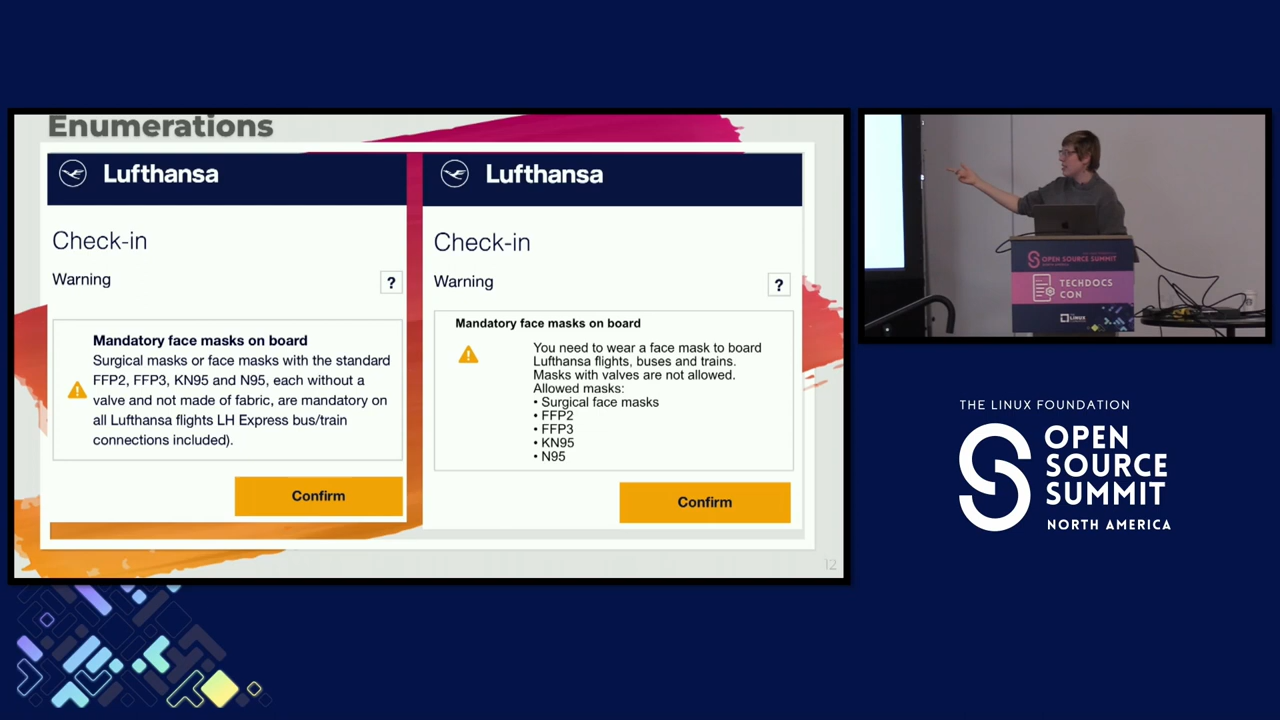 Enumerations
Lufthansa
Check-in
Warning
?
Mandatory face masks on board
Surgical masks or face masks with the standard
FFP2, FFP3, KN95 and N95, each without a
valve and not made of fabric, are mandatory on
all Lufthansa flights LH Express bus/train
connections included).
Confirm
Lufthansa
Check-in
Warning
?
Mandatory face masks on board
You need to wear a face mask to board
Lufthansa flights, buses and trains.
Masks with valves are not allowed.
Allowed masks:
• Surgical face masks
• FFP2
• FFP3
• KN95
• N95
Confirm
12
OPEN SOURCE SUMMIT
TECHDOCS
CON
LINUX
THE LINUX FOUNDATION
OPEN
SOURCE
SUMMIT
NORTH AMERICA